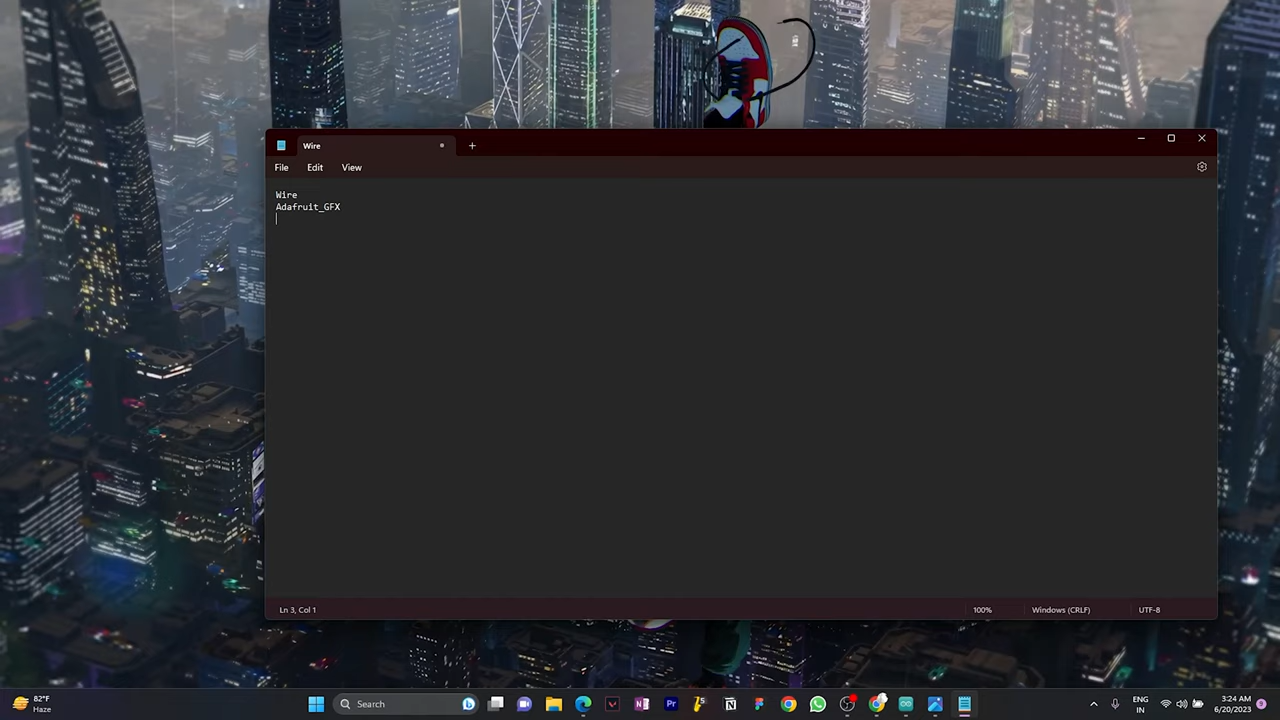 Wire
File Edit View
Wire
Adafruit_GFX
Ln 3, Col 1 100% Windows (CRLF) UTF-8
82°F
Haze
Search
Pr
ENG
IN
3:24 AM
6/20/2023